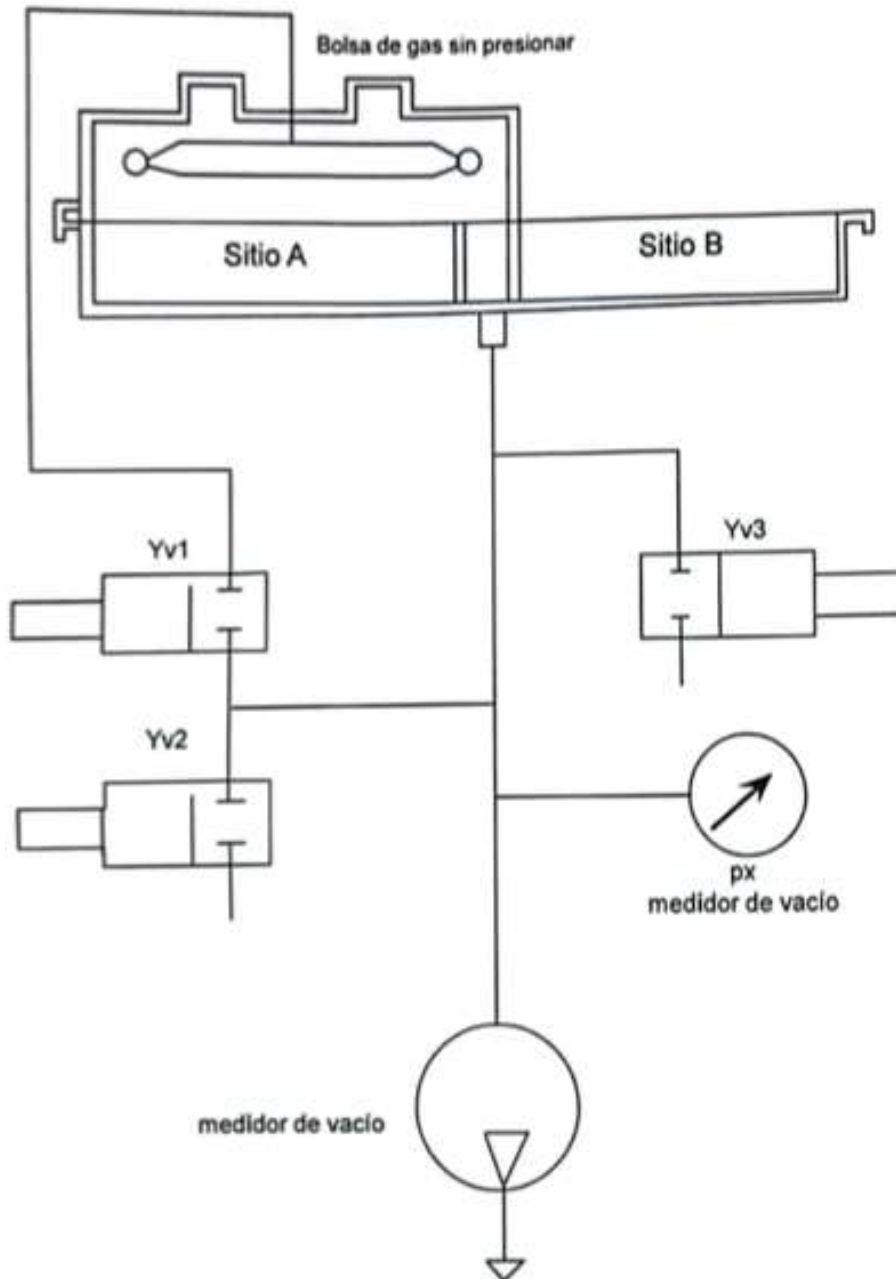 Bolsa de gas sin presionar
Sitio A
Sitio B
Yv1
Yv3
Yv2
px
medidor de vacio
medidor de vacio